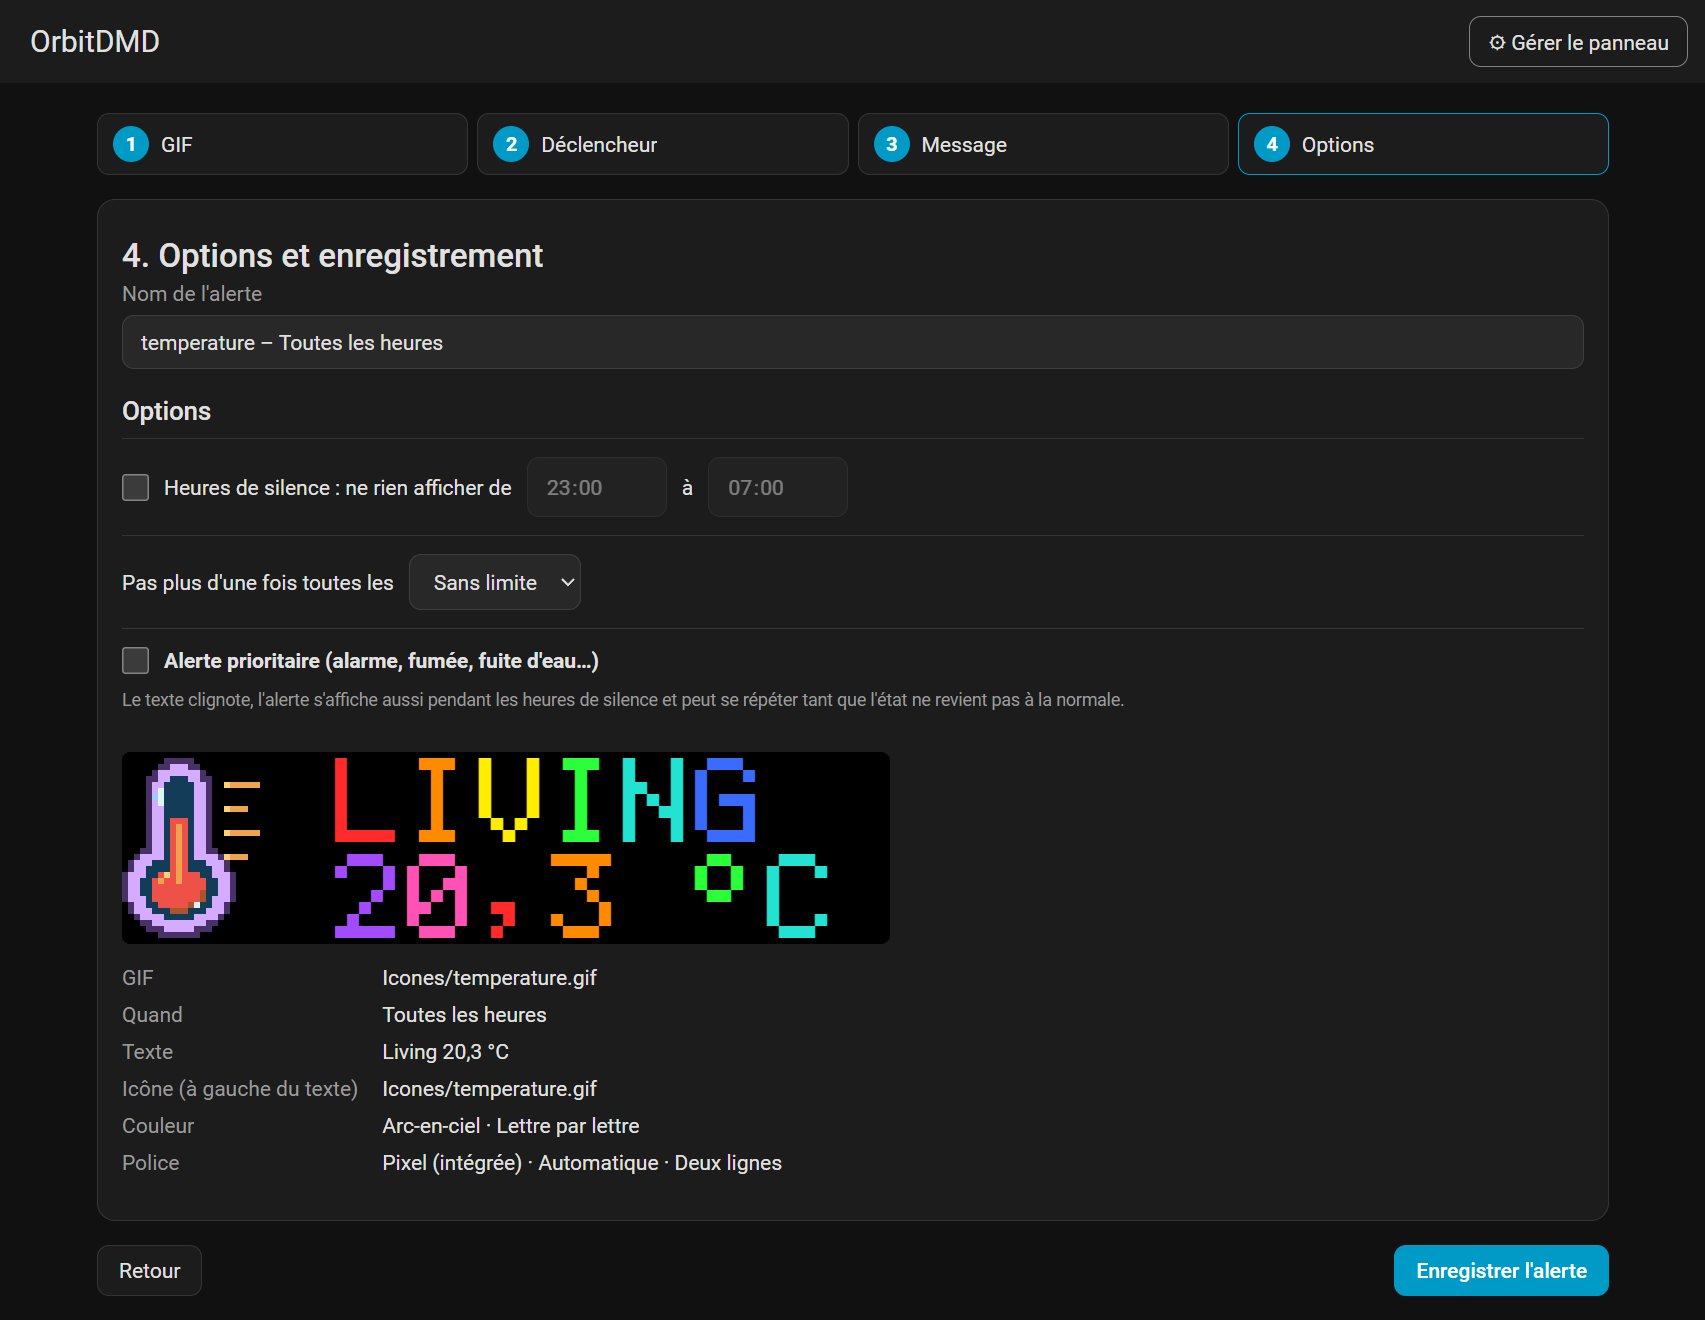 OrbitDMD
⚙ Gérer le panneau
1 GIF
2 Déclencheur
3 Message
4 Options
4. Options et enregistrement
Nom de l'alerte
temperature – Toutes les heures
Options
Heures de silence : ne rien afficher de 23:00 à 07:00
Pas plus d'une fois toutes les Sans limite
Alerte prioritaire (alarme, fumée, fuite d'eau…)
Le texte clignote, l'alerte s'affiche aussi pendant les heures de silence et peut se répéter tant que l'état ne revient pas à la normale.
LIVING
20,3 °C
GIF Icones/temperature.gif
Quand Toutes les heures
Texte Living 20,3 °C
Icône (à gauche du texte) Icones/temperature.gif
Couleur Arc-en-ciel · Lettre par lettre
Police Pixel (intégrée) · Automatique · Deux lignes
Retour
Enregistrer l'alerte